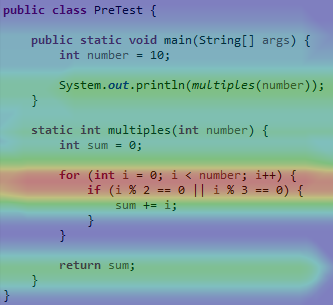 public class PreTest {
    public static void main(String[] args) {
        int number = 10;
        System.out.println(multiples(number));
    }
    static int multiples(int number) {
        int sum = 0;
        for (int i = 0; i < number; i++) {
            if (i % 2 == 0 || i % 3 == 0) {
                sum += i;
            }
        }
        return sum;
    }
}